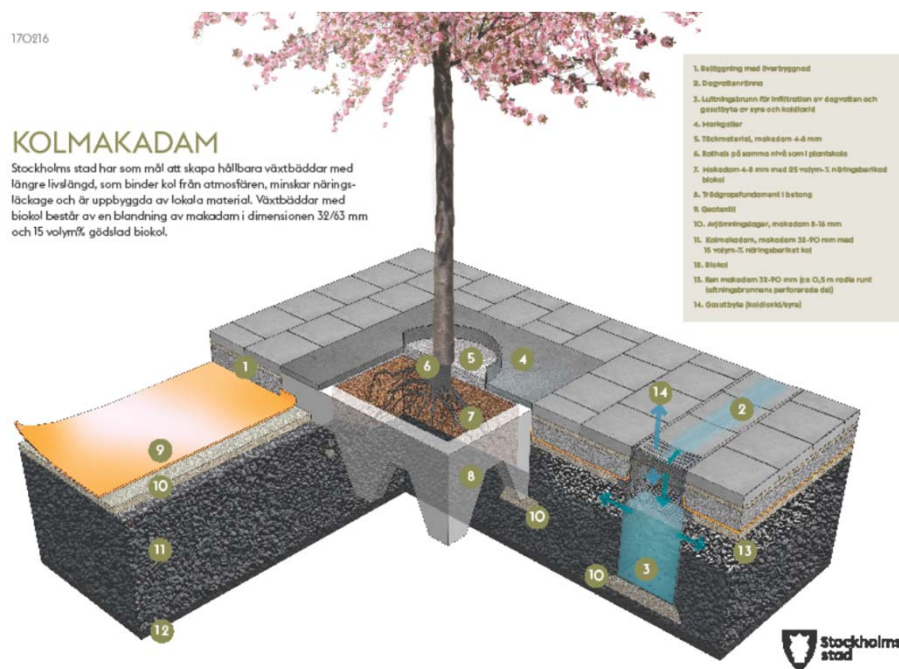 170216
KOLMAKADAM
Stockholms stad har som mål att skapa hållbara växtbäddar med
längre livslängd, som binder kol från atmosfären, minskar närings-
läckage och är uppbyggda av lokala material. Växtbäddar med
biokol består av en blandning av makadam i dimensionen 32/63 mm
och 15 volym% gödslad biokol.
1. Beläggning med överbyggnad
2. Dagvattenränna
3. Luftningsbrunn för infiltration av dagvatten och
gasutbyte av syre och koldioxid
4. Markgaller
5. Täckmaterial, makadam 4-8 mm
6. Rothals på samma nivå som i plantskola
7. Makadam 4-8 mm med 25 volym-% näringsberikad
biokol
8. Trädgropsfundament i betong
9. Geotextil
10. Avjämningslager, makadam 8-16 mm
11. Kolmakadam, makadam 32-90 mm med
15 volym-% näringsberiket kol
12. Biokol
13. Ren makadam 32-90 mm (ca 0,5 m radie runt
luftningsbrunnens perforerade del)
14. Gasutbyte (koldioxid/syre)
1
6
5
4
14
2
7
9
8
10
10
11
13
10
3
12
Stockholms
stad